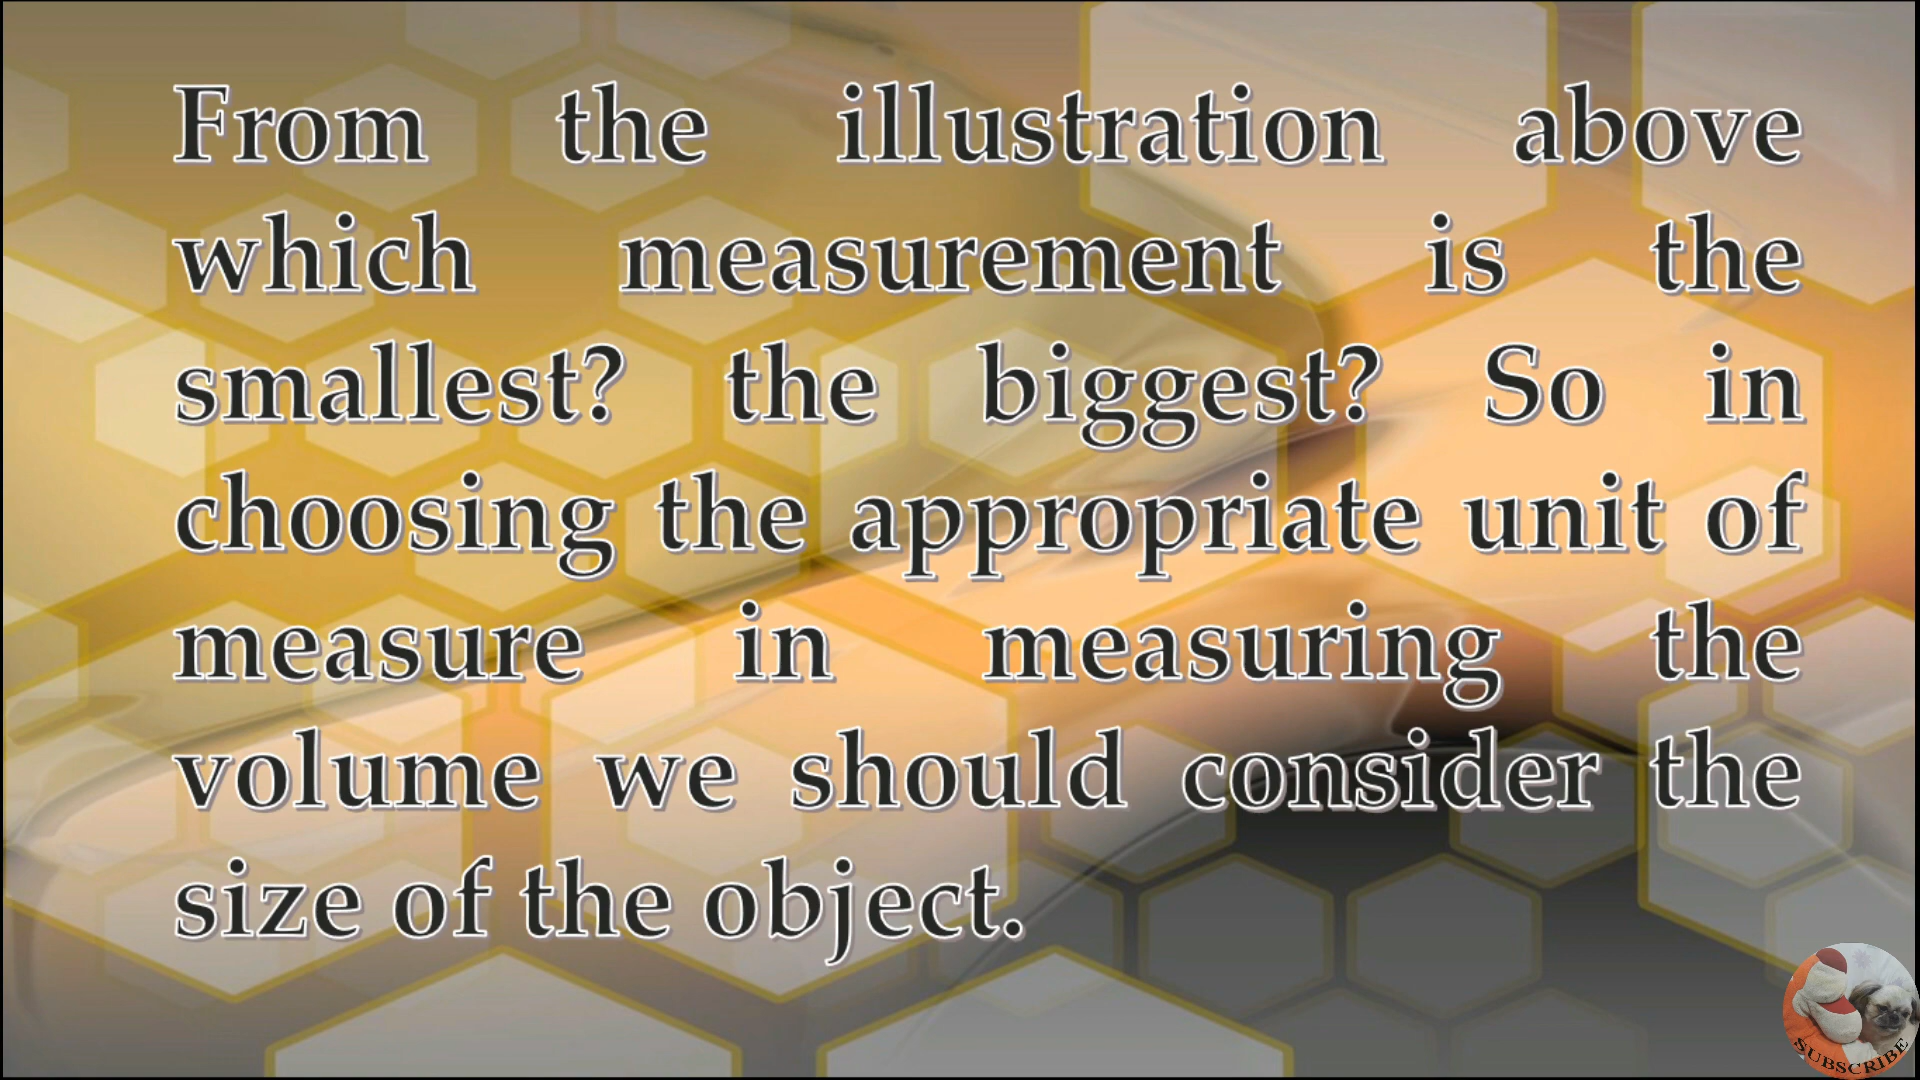 From the illustration above
which measurement is the
smallest? the biggest? So in
choosing the appropriate unit of
measure in measuring the
volume we should consider the
size of the object.
SUBSCRIBE